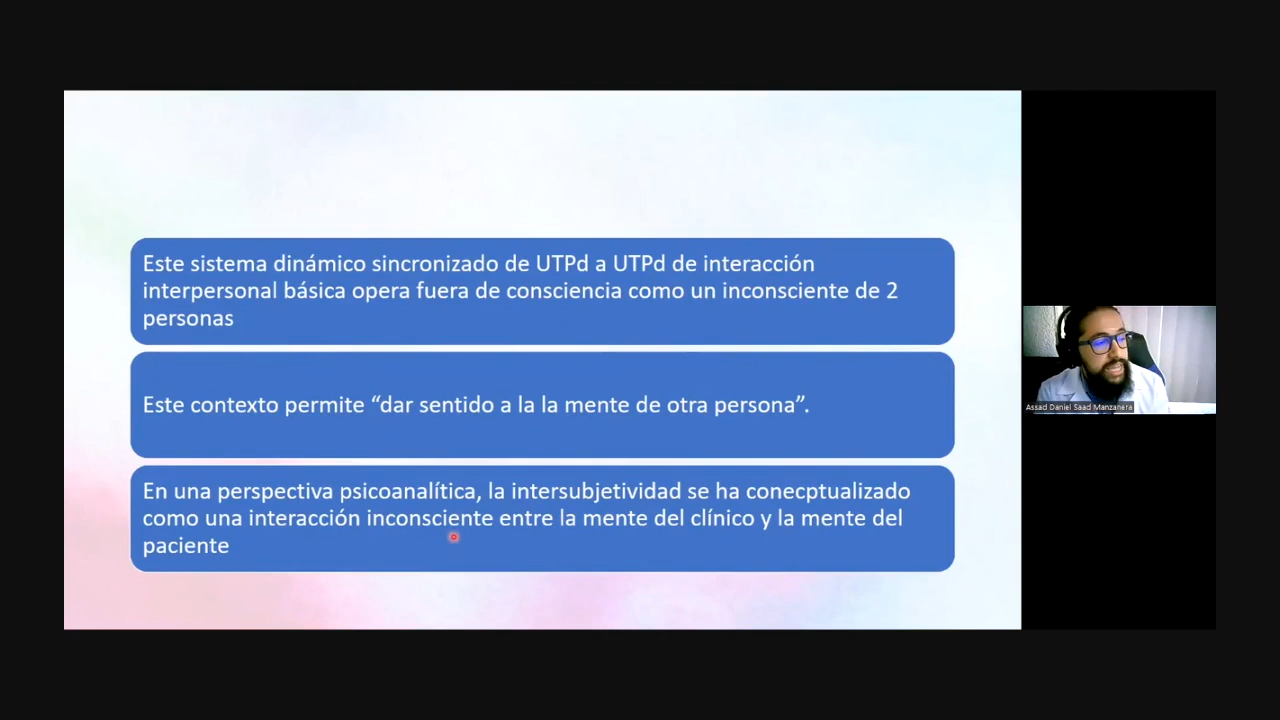 Este sistema dinámico sincronizado de UTPd a UTPd de interacción
interpersonal básica opera fuera de consciencia como un inconsciente de 2
personas
Este contexto permite “dar sentido a la la mente de otra persona”.
En una perspectiva psicoanalítica, la intersubjetividad se ha conecptualizado
como una interacción inconsciente entre la mente del clínico y la mente del
paciente
Assad Daniel Saad Manzanera